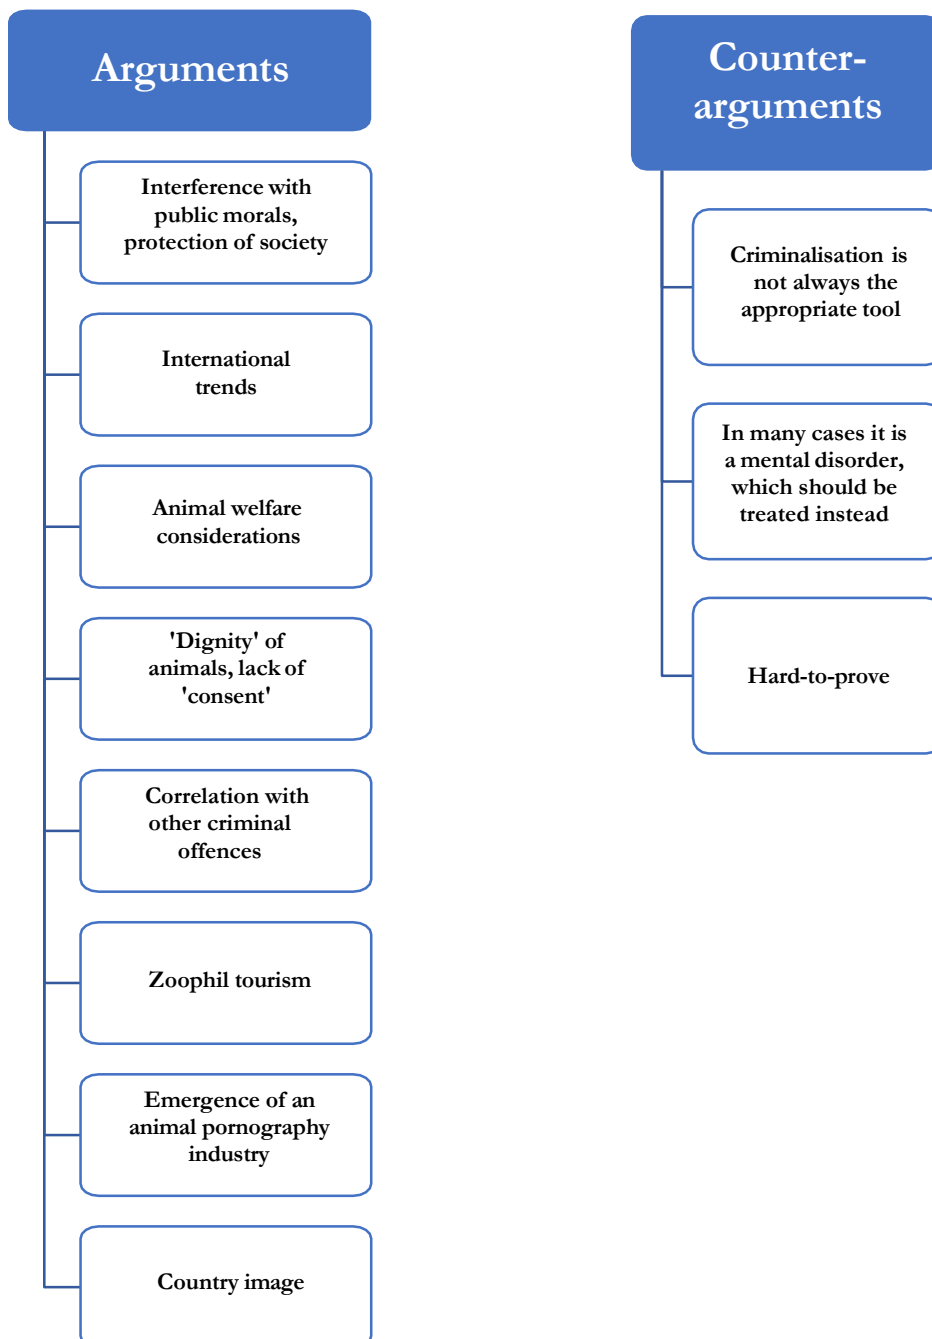 Arguments
Interference with
public morals,
protection of society
International
trends
Animal welfare
considerations
'Dignity' of
animals, lack of
'consent'
Correlation with
other criminal
offences
Zoophil tourism
Emergence of an
animal pornography
industry
Country image
Counter-
arguments
Criminalisation is
not always the
appropriate tool
In many cases it is
a mental disorder,
which should be
treated instead
Hard-to-prove